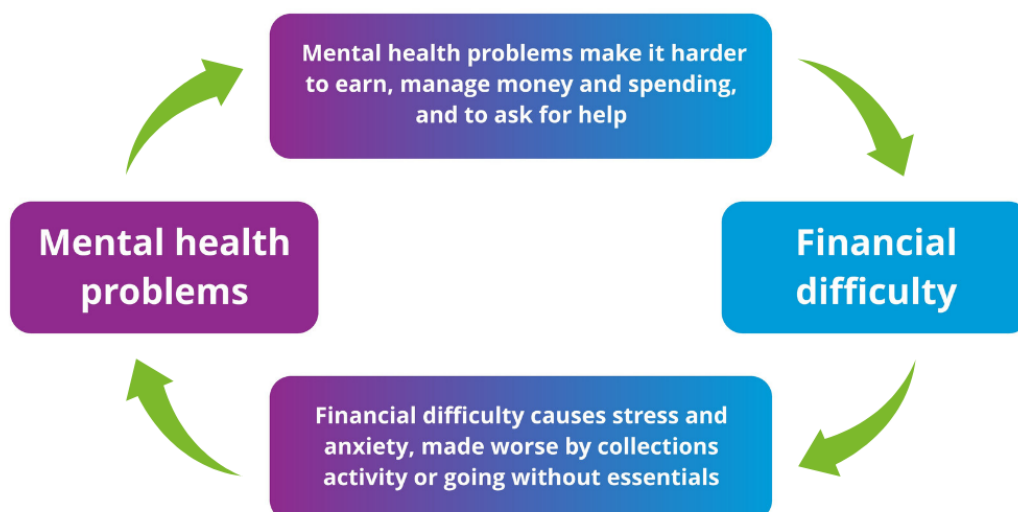 Mental health problems make it harder
to earn, manage money and spending,
and to ask for help
Mental health
problems
Financial
difficulty
Financial difficulty causes stress and
anxiety, made worse by collections
activity or going without essentials